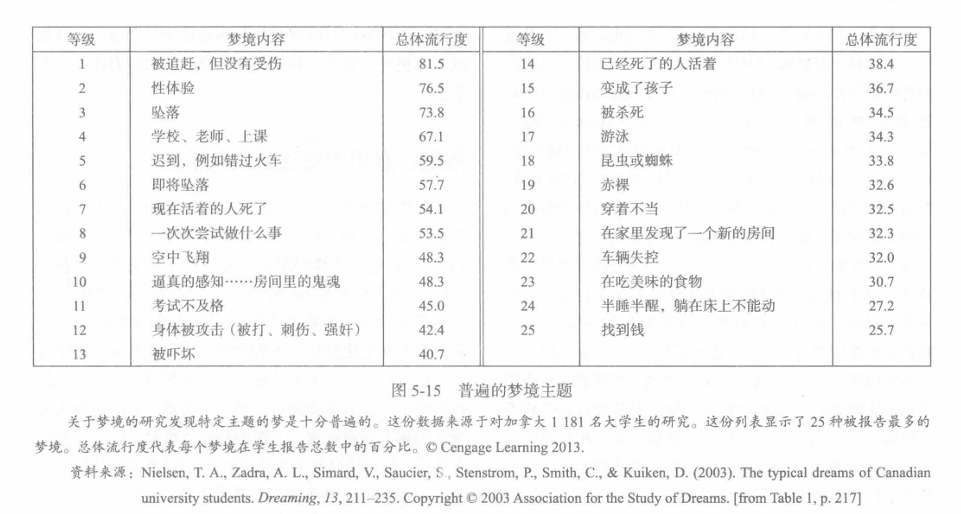 等级 梦境内容 总体流行度 等级 梦境内容 总体流行度
1 被追赶，但没有受伤 81.5 14 已经死了的人活着 38.4
2 性体验 76.5 15 变成了孩子 36.7
3 坠落 73.8 16 被杀死 34.5
4 学校、老师、上课 67.1 17 游泳 34.3
5 迟到，例如错过火车 59.5 18 昆虫或蜘蛛 33.8
6 即将坠落 57.7 19 赤裸 32.6
7 现在活着的人死了 54.1 20 穿着不当 32.5
8 一次次尝试做什么事 53.5 21 在家里发现了一个新的房间 32.3
9 空中飞翔 48.3 22 车辆失控 32.0
10 逼真的感知……房间里的鬼魂 48.3 23 在吃美味的食物 30.7
11 考试不及格 45.0 24 半睡半醒，躺在床上不能动 27.2
12 身体被攻击（被打、刺伤、强奸） 42.4 25 找到钱 25.7
13 被吓坏 40.7
图 5-15 普遍的梦境主题
关于梦境的研究发现特定主题的梦是十分普遍的。这份数据来源于对加拿大 1 181 名大学生的研究。这份列表显示了 25 种被报告最多的
梦境。总体流行度代表每个梦境在学生报告总数中的百分比。© Cengage Learning 2013.
资料来源：Nielsen, T. A., Zadra, A. L., Simard, V., Saucier, S., Stenstrom, P., Smith, C., & Kuiken, D. (2003). The typical dreams of Canadian
university students. Dreaming, 13, 211–235. Copyright © 2003 Association for the Study of Dreams. [from Table 1, p. 217]